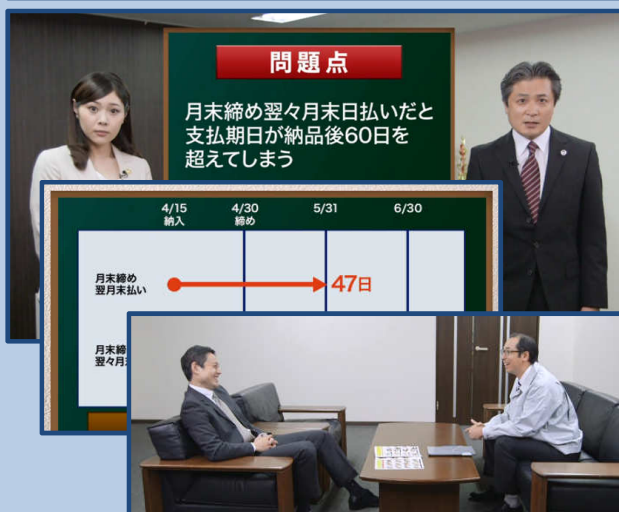 問題点
月末締め翌々月末日払いだと
支払期日が納品後60日を
超えてしまう
4/15 4/30 5/31 6/30
納入 締め
月末締め
翌月末払い
47日
月末締
翌々月